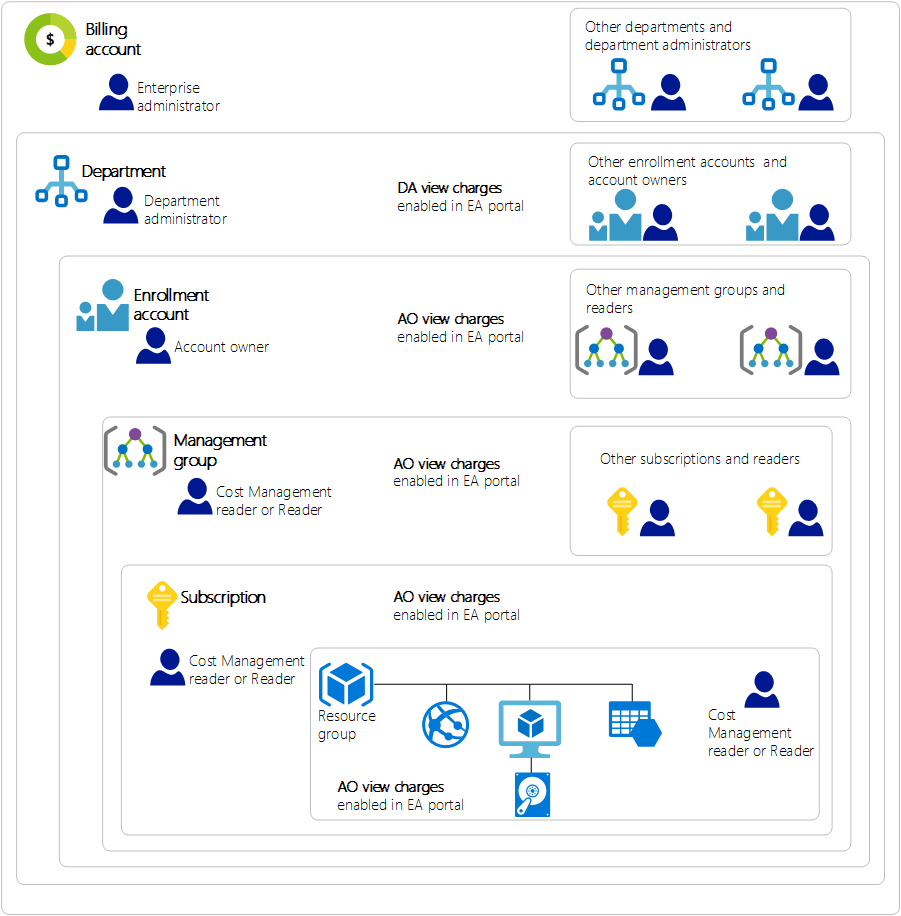 Billing
account
$
Enterprise
administrator
Other departments and
department administrators
Department
Department
administrator
DA view charges
enabled in EA portal
Other enrollment accounts and
account owners
Enrollment
account
Account owner
AO view charges
enabled in EA portal
Other management groups and
readers
Management
group
Cost Management
reader or Reader
AO view charges
enabled in EA portal
Other subscriptions and readers
Subscription
AO view charges
enabled in EA portal
Cost Management
reader or Reader
Resource
group
AO view charges
enabled in EA portal
Cost
Management
reader or Reader